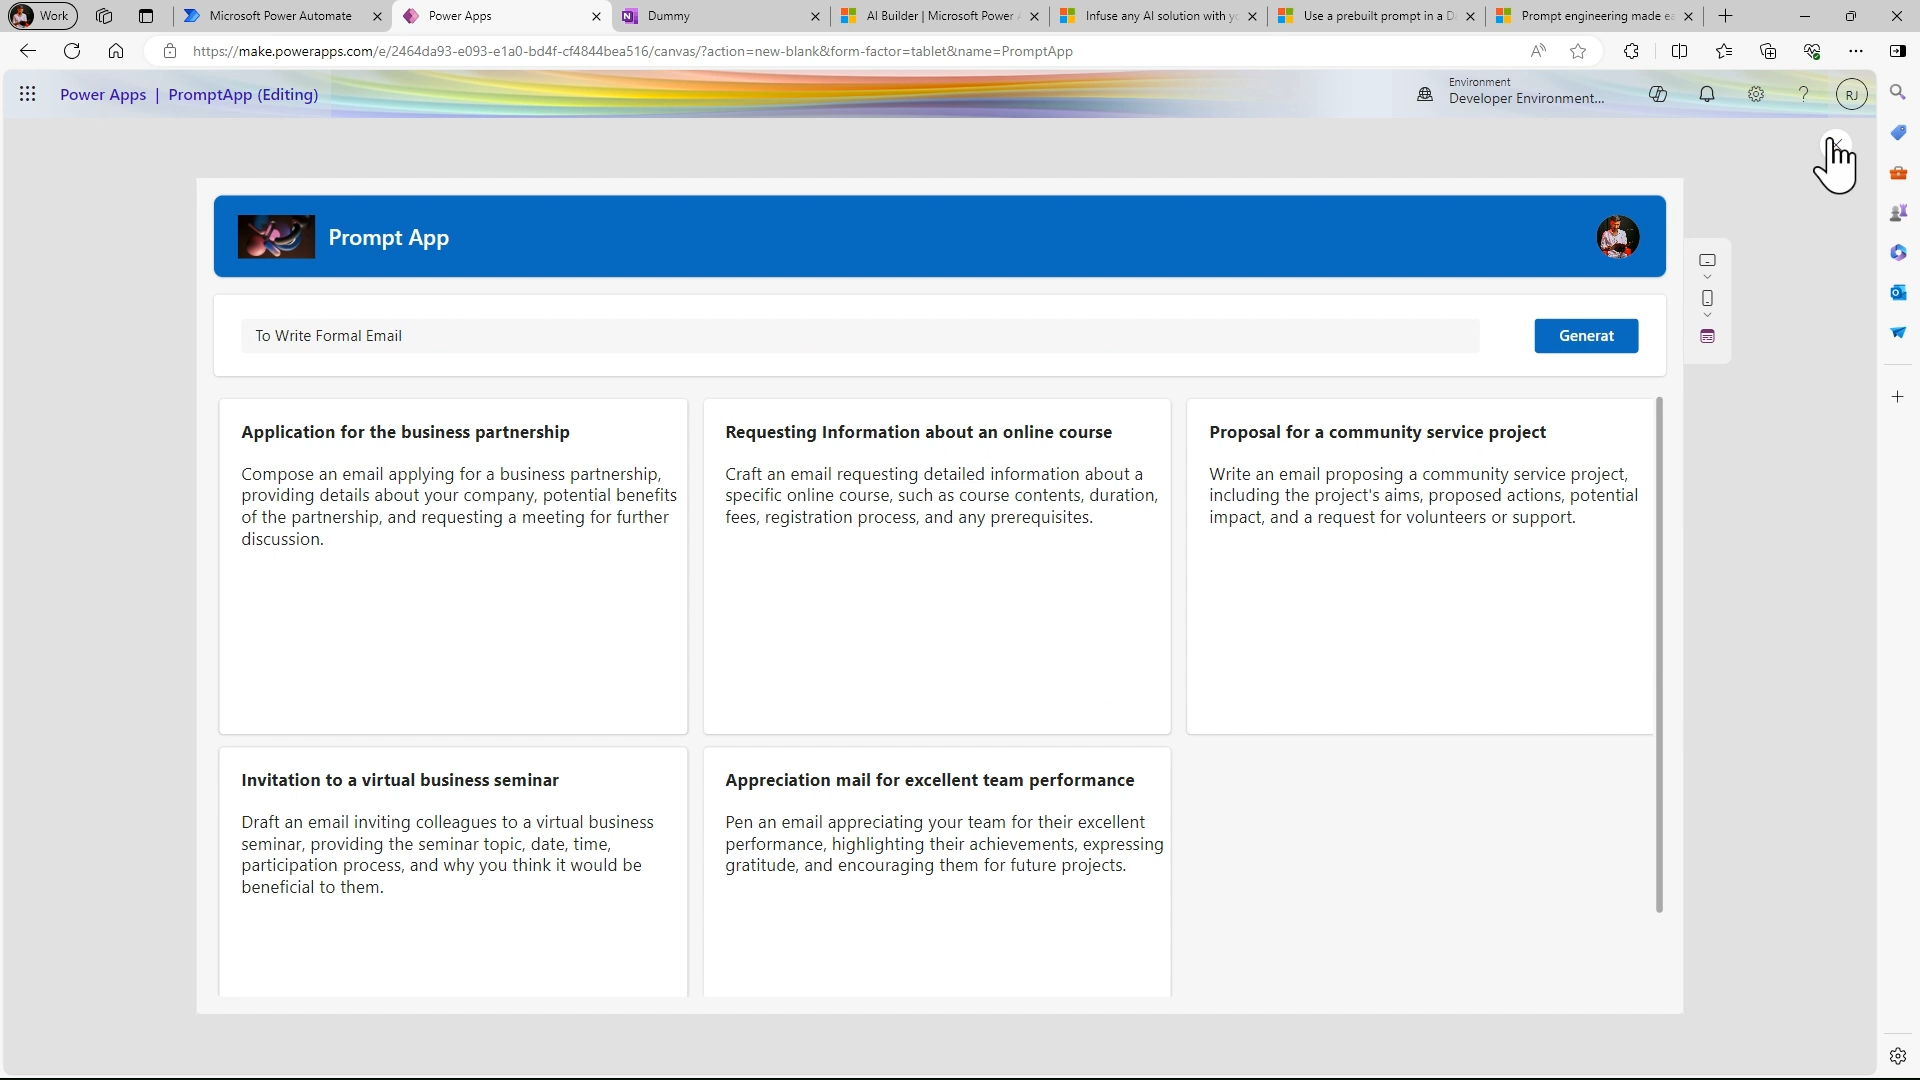 Work
Microsoft Power Automate
Power Apps
Dummy
AI Builder | Microsoft Power
Infuse any AI solution with yo
Use a prebuilt prompt in a D
Prompt engineering made ea
https://make.powerapps.com/e/2464da93-e093-e1a0-bd4f-cf4844bea516/canvas/?action=new-blank&form-factor=tablet&name=PromptApp
Power Apps | PromptApp (Editing)
Environment
Developer Environment...
RJ
Prompt App
To Write Formal Email
Generat
Application for the business partnership
Compose an email applying for a business partnership,
providing details about your company, potential benefits
of the partnership, and requesting a meeting for further
discussion.
Requesting Information about an online course
Craft an email requesting detailed information about a
specific online course, such as course contents, duration,
fees, registration process, and any prerequisites.
Proposal for a community service project
Write an email proposing a community service project,
including the project's aims, proposed actions, potential
impact, and a request for volunteers or support.
Invitation to a virtual business seminar
Draft an email inviting colleagues to a virtual business
seminar, providing the seminar topic, date, time,
participation process, and why you think it would be
beneficial to them.
Appreciation mail for excellent team performance
Pen an email appreciating your team for their excellent
performance, highlighting their achievements, expressing
gratitude, and encouraging them for future projects.